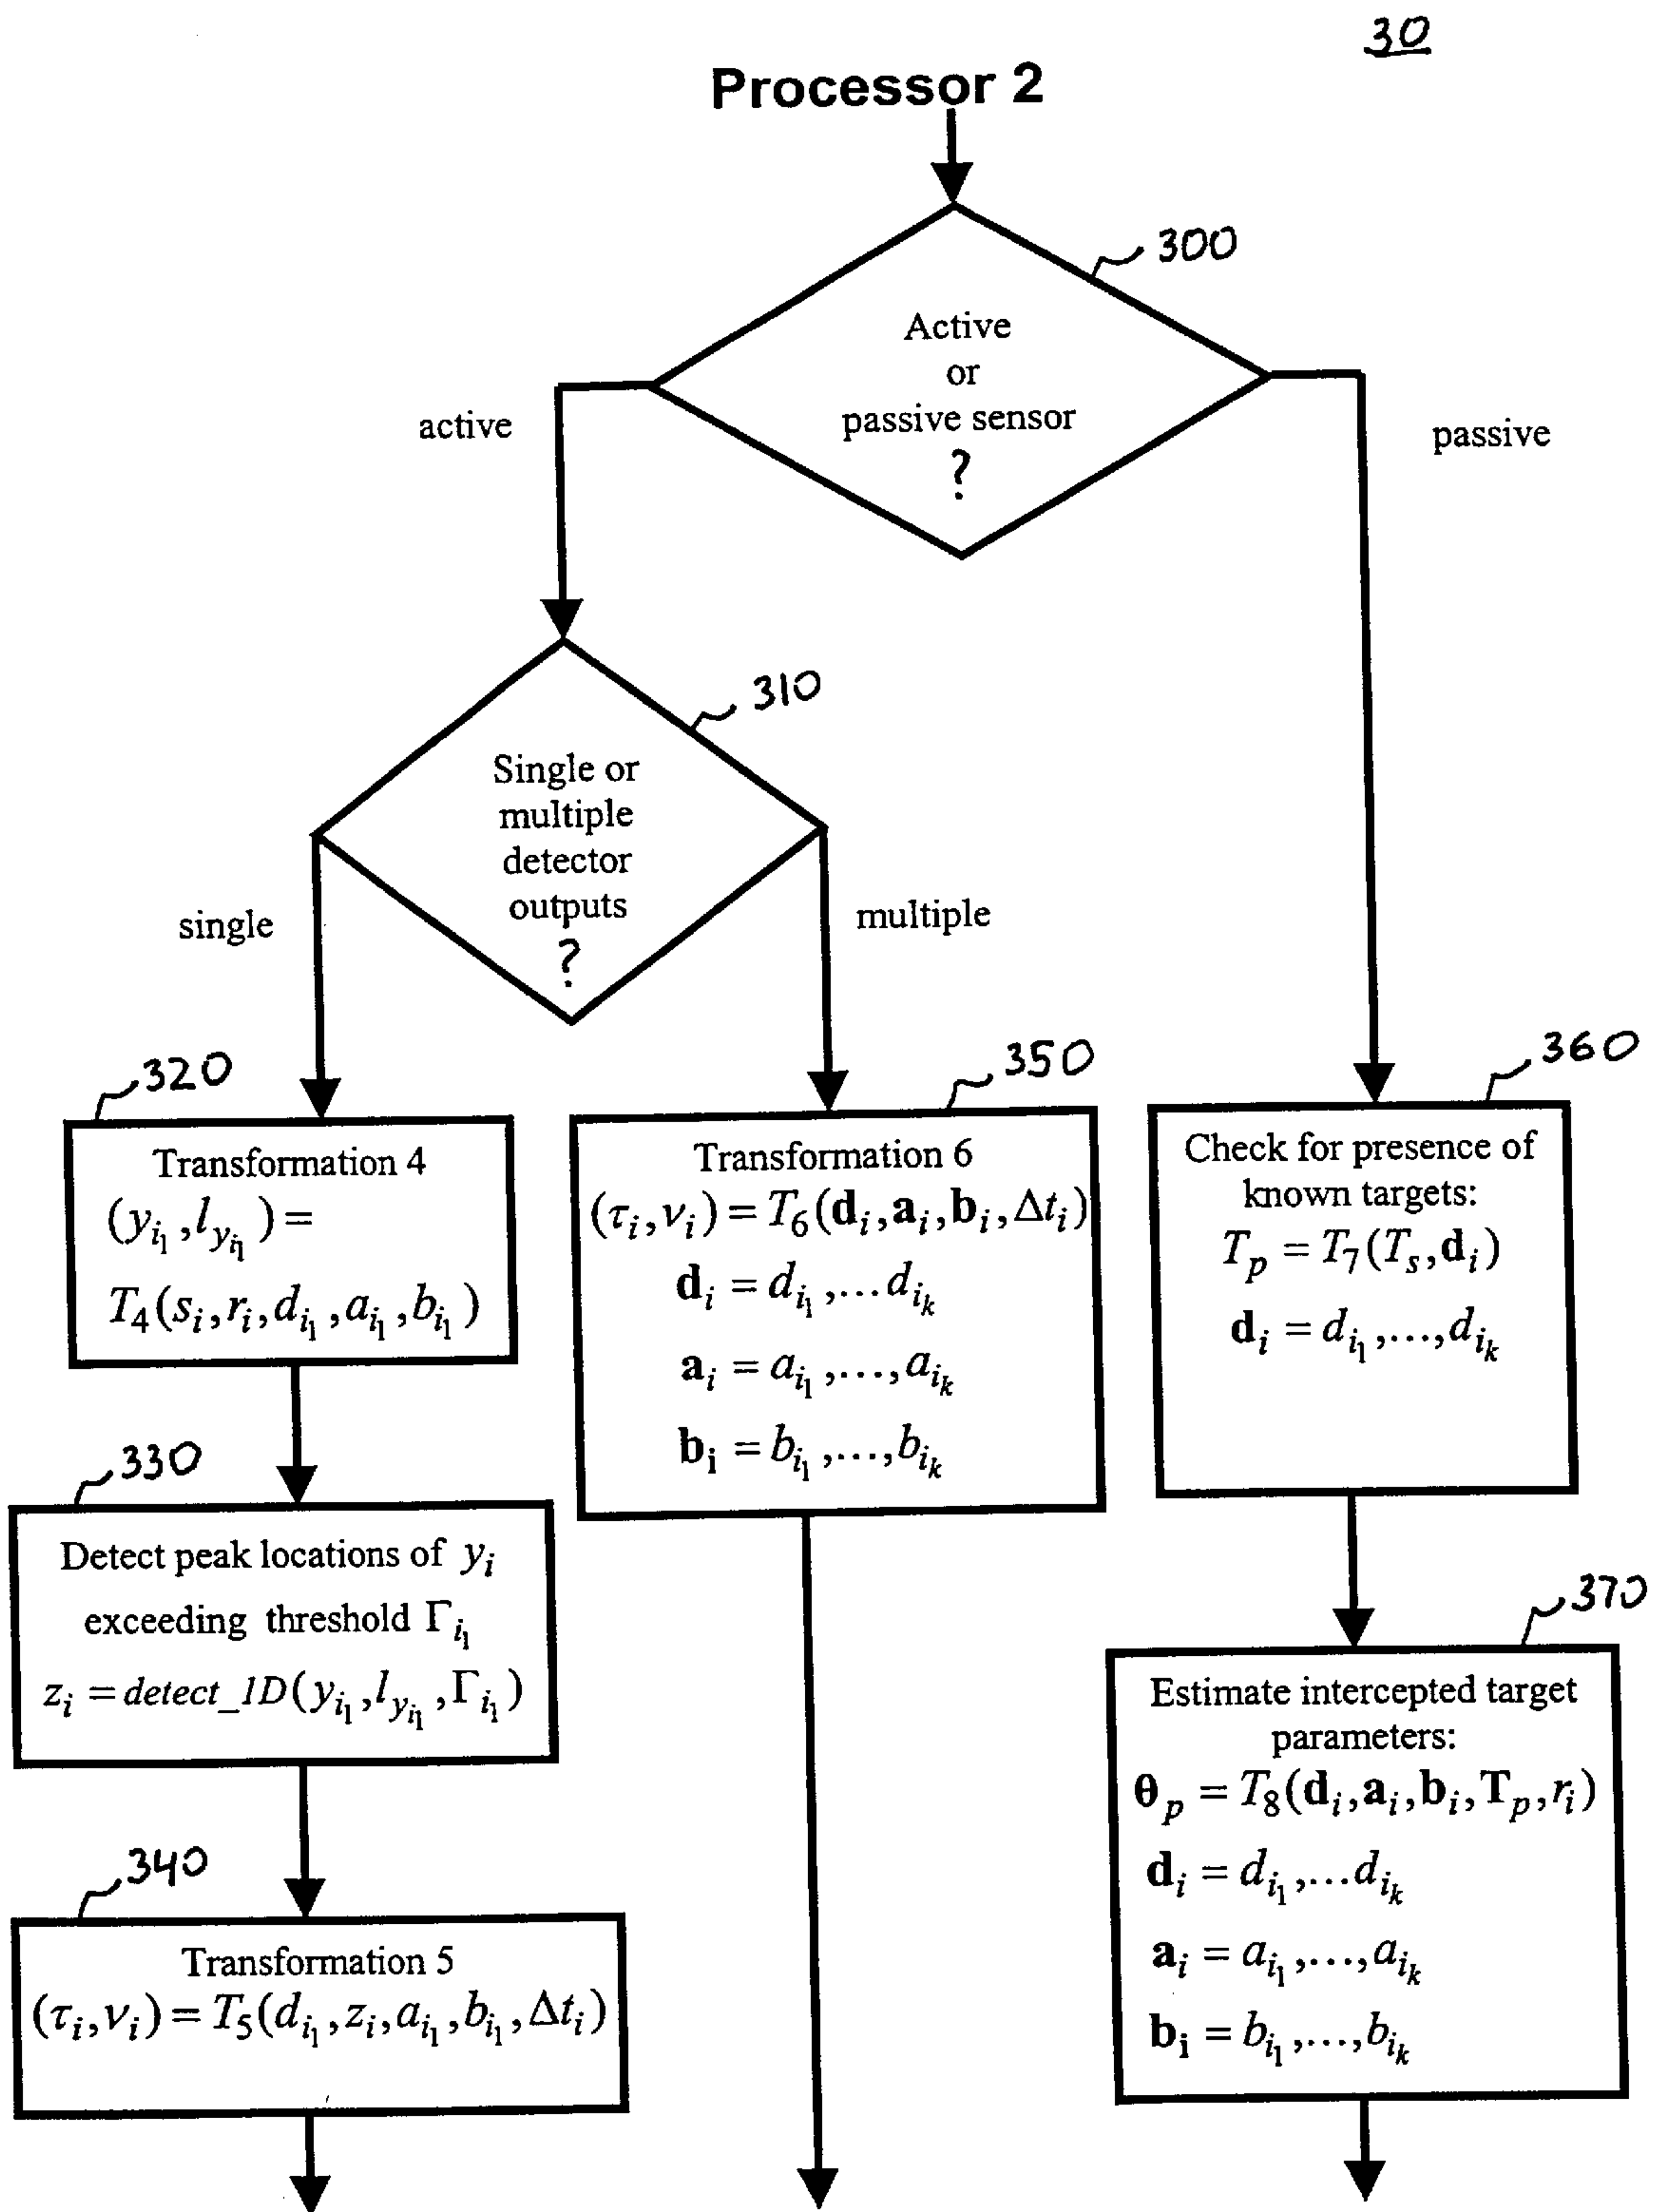 30
Processor 2
300
Active
or
passive sensor
?
active
passive
310
Single or
multiple
detector
outputs
?
single
multiple
320
Transformation 4
(y_{i_1}, l_{y_{i_1}}) =
T_4(s_i, r_i, d_{i_1}, a_{i_1}, b_{i_1})
330
Detect peak locations of y_i
exceeding threshold Γ_{i_1}
z_i = detect_1D(y_{i_1}, l_{y_{i_1}}, Γ_{i_1})
340
Transformation 5
(τ_i, ν_i) = T_5(d_{i_1}, z_i, a_{i_1}, b_{i_1}, Δt_i)
350
Transformation 6
(τ_i, ν_i) = T_6(d_i, a_i, b_i, Δt_i)
d_i = d_{i_1},...d_{i_k}
a_i = a_{i_1},...,a_{i_k}
b_i = b_{i_1},...,b_{i_k}
360
Check for presence of
known targets:
T_p = T_7(T_s, d_i)
d_i = d_{i_1},...,d_{i_k}
370
Estimate intercepted target
parameters:
θ_p = T_8(d_i, a_i, b_i, T_p, r_i)
d_i = d_{i_1},...d_{i_k}
a_i = a_{i_1},...,a_{i_k}
b_i = b_{i_1},...,b_{i_k}